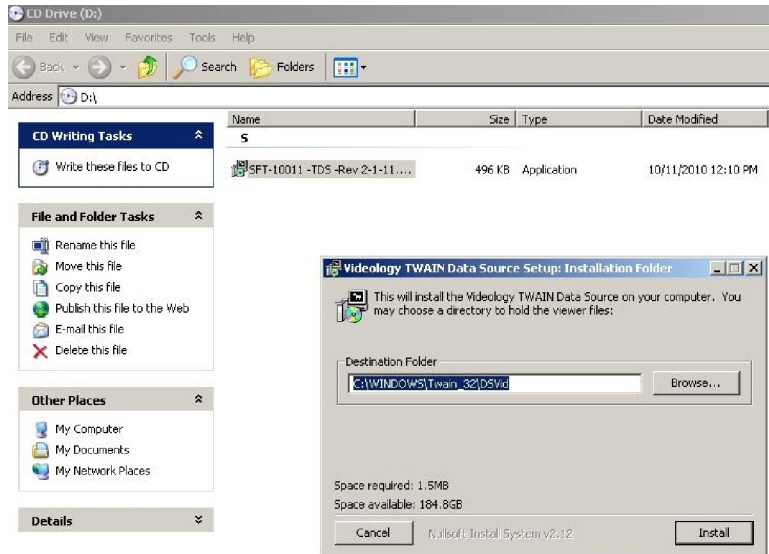 CD Drive (D:)
File Edit View Favorites Tools Help
Back Search Folders
Address D:\
Name Size Type Date Modified
CD Writing Tasks
Write these files to CD
S
SFT-10011 -TDS -Rev 2-1-11.... 496 KB Application 10/11/2010 12:10 PM
File and Folder Tasks
Rename this file
Move this file
Copy this file
Publish this file to the Web
E-mail this file
Delete this file
Other Places
My Computer
My Documents
My Network Places
Details
Videology TWAIN Data Source Setup: Installation Folder
This will install the Videology TWAIN Data Source on your computer. You
may choose a directory to hold the viewer files:
Destination Folder
C:\WINDOWS\Twain_32\DSVid
Browse...
Space required: 1.5MB
Space available: 184.8GB
Cancel Nullsoft Install System v2.12 Install